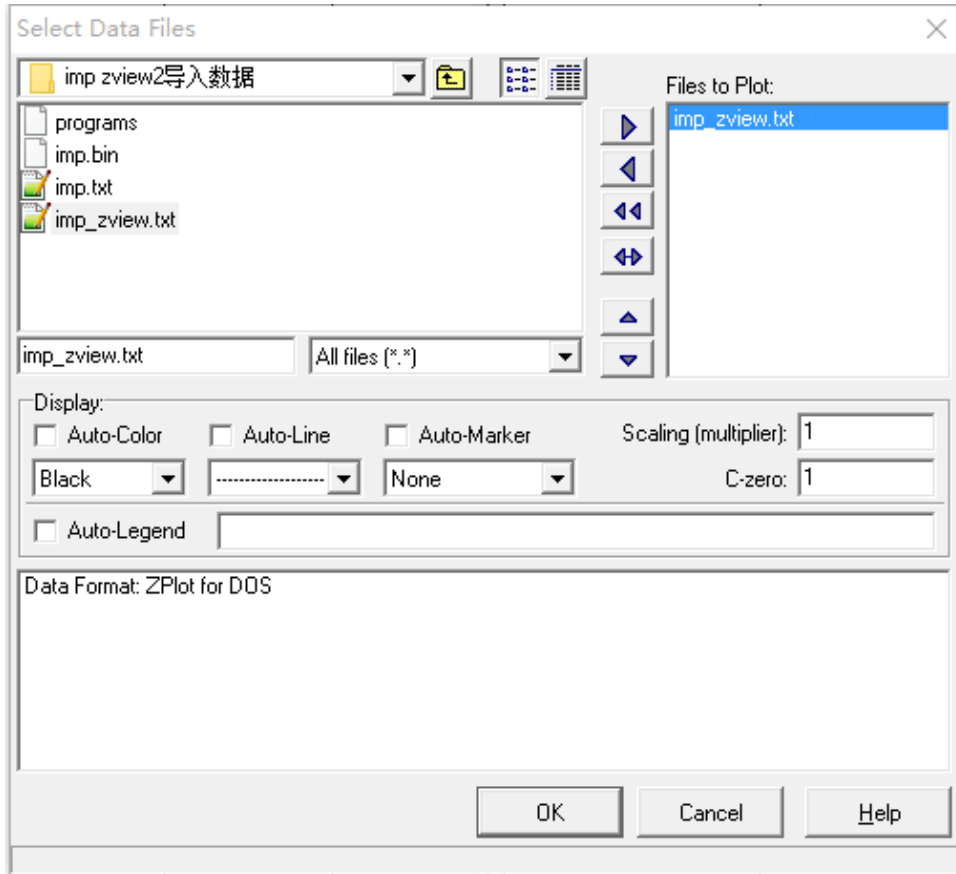 Select Data Files
imp zview2导入数据
Files to Plot:
programs
imp.bin
imp.txt
imp_zview.txt
imp_zview.txt
imp_zview.txt
All files (*.*)
Display:
Auto-Color
Auto-Line
Auto-Marker
Scaling (multiplier): 1
Black
None
C-zero: 1
Auto-Legend
Data Format: ZPlot for DOS
OK
Cancel
Help